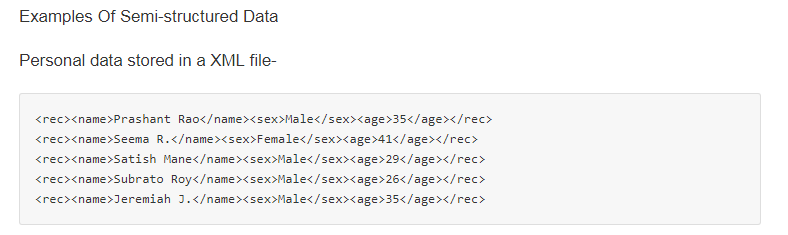 Examples Of Semi-structured Data
Personal data stored in a XML file-
<rec><name>Prashant Rao</name><sex>Male</sex><age>35</age></rec>
<rec><name>Seema R.</name><sex>Female</sex><age>41</age></rec>
<rec><name>Satish Mane</name><sex>Male</sex><age>29</age></rec>
<rec><name>Subrato Roy</name><sex>Male</sex><age>26</age></rec>
<rec><name>Jeremiah J.</name><sex>Male</sex><age>35</age></rec>